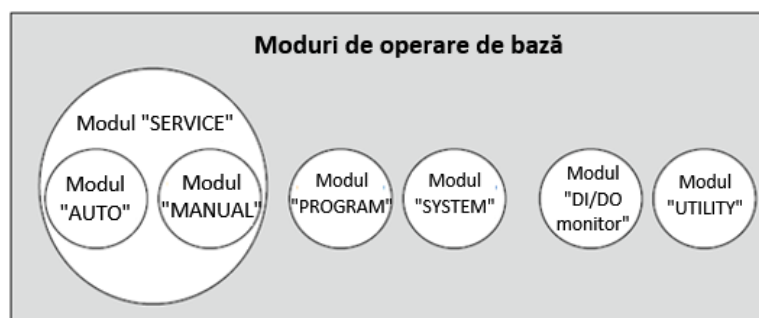 Moduri de operare de bază
Modul "SERVICE"
Modul
"AUTO"
Modul
"MANUAL"
Modul
"PROGRAM"
Modul
"SYSTEM"
Modul
"DI/DO
monitor"
Modul
"UTILITY"